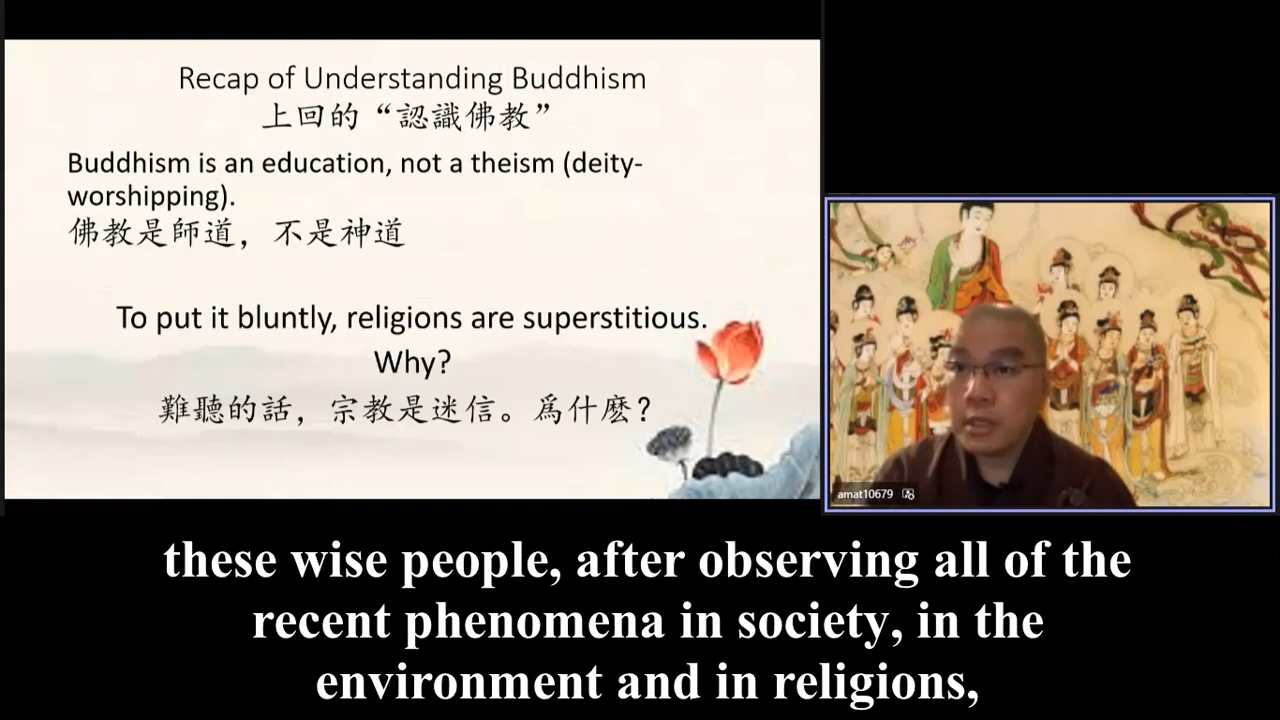 Recap of Understanding Buddhism
上回的“認識佛教”
Buddhism is an education, not a theism (deity-
worshipping).
佛教是師道，不是神道
To put it bluntly, religions are superstitious.
Why?
難聽的話，宗教是迷信。爲什麽？
amat10679
these wise people, after observing all of the
recent phenomena in society, in the
environment and in religions,